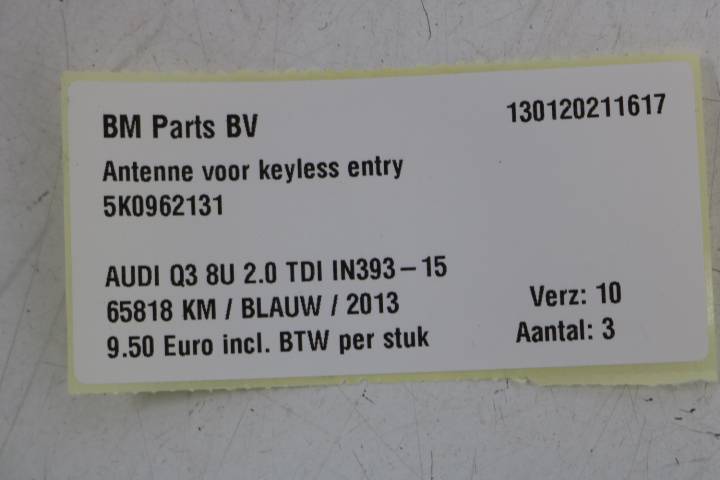 BM Parts BV
130120211617
Antenne voor keyless entry
5K0962131
AUDI Q3 8U 2.0 TDI IN393-15
65818 KM / BLAUW / 2013
Verz: 10
9.50 Euro incl. BTW per stuk
Aantal: 3